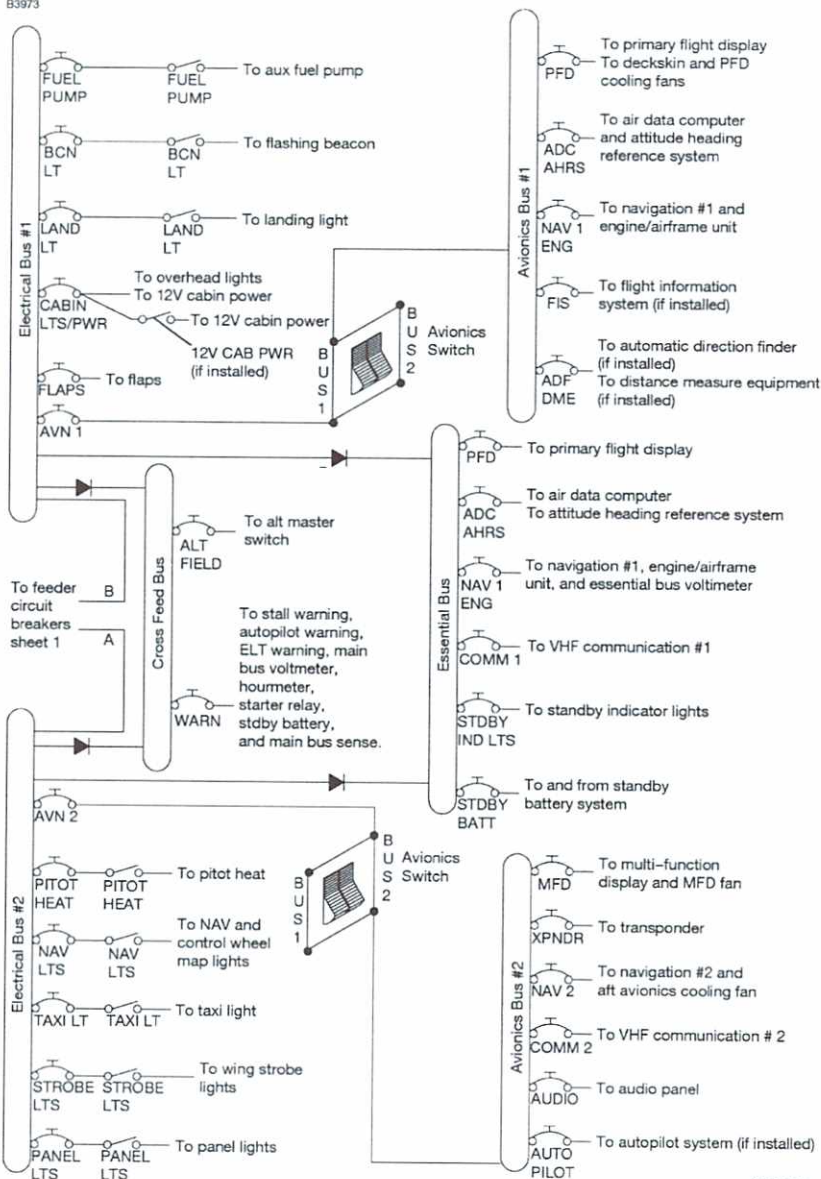 B3973
FUEL
PUMP
FUEL
PUMP
To aux fuel pump
BCN
LT
BCN
LT
To flashing beacon
LAND
LT
LAND
LT
To landing light
Electrical Bus #1
CABIN
LTS/PWR
To overhead lights
To 12V cabin power
To 12V cabin power
12V CAB PWR
(if installed)
FLAPS
To flaps
AVN 1
BUS 1
BUS 2
Avionics
Switch
Avionics Bus #1
PFD
To primary flight display
To deckskin and PFD
cooling fans
ADC
AHRS
To air data computer
and attitude heading
reference system
NAV 1
ENG
To navigation #1 and
engine/airframe unit
FIS
To flight information
system (if installed)
ADF
DME
To automatic direction finder
(if installed)
To distance measure equipment
(if installed)
To feeder
circuit
breakers
sheet 1
B
A
Cross Feed Bus
ALT
FIELD
To alt master
switch
WARN
To stall warning,
autopilot warning,
ELT warning, main
bus voltmeter,
hourmeter,
starter relay,
stdby battery,
and main bus sense.
Essential Bus
PFD
To primary flight display
ADC
AHRS
To air data computer
To attitude heading reference system
NAV 1
ENG
To navigation #1, engine/airframe
unit, and essential bus voltimeter
COMM 1
To VHF communication #1
STDBY
IND LTS
To standby indicator lights
STDBY
BATT
To and from standby
battery system
Electrical Bus #2
AVN 2
PITOT
HEAT
PITOT
HEAT
To pitot heat
NAV
LTS
NAV
LTS
To NAV and
control wheel
map lights
TAXI LT
TAXI LT
To taxi light
STROBE
LTS
STROBE
LTS
To wing strobe
lights
PANEL
LTS
PANEL
LTS
To panel lights
BUS 1
BUS 2
Avionics
Switch
Avionics Bus #2
MFD
To multi-function
display and MFD fan
XPNDR
To transponder
NAV 2
To navigation #2 and
aft avionics cooling fan
COMM 2
To VHF communication # 2
AUDIO
To audio panel
AUTO
PILOT
To autopilot system (if installed)